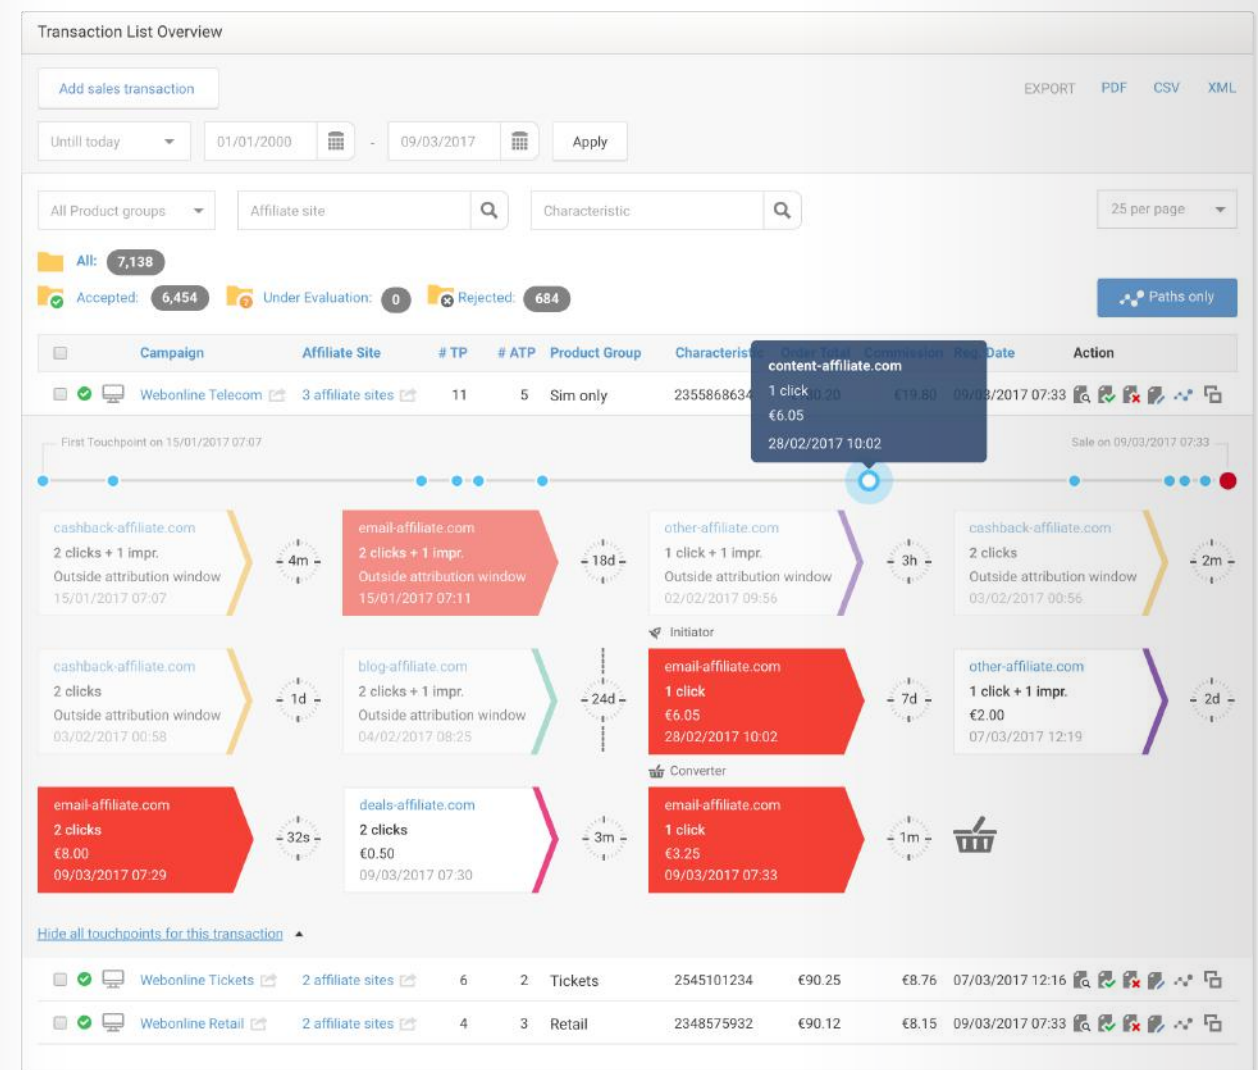 Transaction List Overview
Add sales transaction
EXPORT PDF CSV XML
Untill today 01/01/2000 - 09/03/2017 Apply
All Product groups Affiliate site Characteristic 25 per page
All: 7,138
Accepted: 6,454 Under Evaluation: 0 Rejected: 684 Paths only
Campaign Affiliate Site # TP # ATP Product Group Characteristic Order Total Commission Reg. Date Action
content-affiliate.com
1 click
€6.05
28/02/2017 10:02
Webonline Telecom 3 affiliate sites 11 5 Sim only 2355868634 €19.80 09/03/2017 07:33
First Touchpoint on 15/01/2017 07:07 Sale on 09/03/2017 07:33
cashback-affiliate.com
2 clicks + 1 impr.
Outside attribution window
15/01/2017 07:07
4m
email-affiliate.com
2 clicks + 1 impr.
Outside attribution window
15/01/2017 07:11
18d
other-affiliate.com
1 click + 1 impr.
Outside attribution window
02/02/2017 09:56
3h
cashback-affiliate.com
2 clicks
Outside attribution window
03/02/2017 00:56
2m
cashback-affiliate.com
2 clicks
Outside attribution window
03/02/2017 00:58
1d
blog-affiliate.com
2 clicks + 1 impr.
Outside attribution window
04/02/2017 08:25
24d
Initiator
email-affiliate.com
1 click
€6.05
28/02/2017 10:02
7d
other-affiliate.com
1 click + 1 impr.
€2.00
07/03/2017 12:19
2d
email-affiliate.com
2 clicks
€8.00
09/03/2017 07:29
32s
deals-affiliate.com
2 clicks
€0.50
09/03/2017 07:30
3m
Converter
email-affiliate.com
1 click
€3.25
09/03/2017 07:33
1m
Hide all touchpoints for this transaction
Webonline Tickets 2 affiliate sites 6 2 Tickets 2545101234 €90.25 €8.76 07/03/2017 12:16
Webonline Retail 2 affiliate sites 4 3 Retail 2348575932 €90.12 €8.15 09/03/2017 07:33